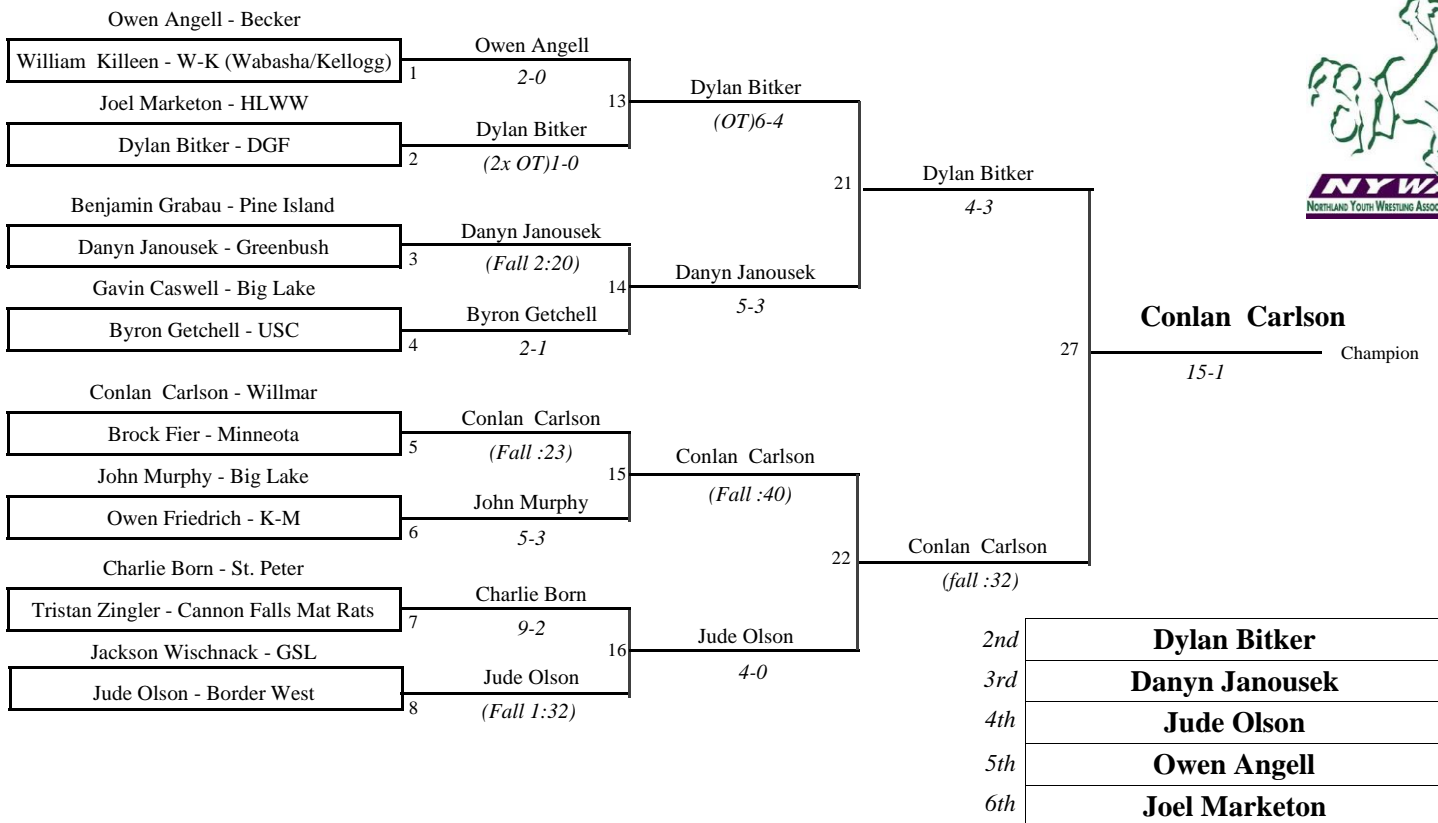 Owen Angell - Becker
William Killeen - W-K (Wabasha/Kellogg)
1
Joel Marketon - HLWW
Dylan Bitker - DGF
2
Benjamin Grabau - Pine Island
Danyn Janousek - Greenbush
3
Gavin Caswell - Big Lake
Byron Getchell - USC
4
Conlan Carlson - Willmar
Brock Fier - Minneota
5
John Murphy - Big Lake
Owen Friedrich - K-M
6
Charlie Born - St. Peter
Tristan Zingler - Cannon Falls Mat Rats
7
Jackson Wischnack - GSL
Jude Olson - Border West
8
Owen Angell
2-0
13
Dylan Bitker
(2x OT)1-0
Danyn Janousek
(Fall 2:20)
14
Byron Getchell
2-1
Conlan Carlson
(Fall :23)
15
John Murphy
5-3
Charlie Born
9-2
16
Jude Olson
(Fall 1:32)
Dylan Bitker
(OT)6-4
21
Danyn Janousek
5-3
Conlan Carlson
(Fall :40)
22
Jude Olson
4-0
Dylan Bitker
4-3
27
Conlan Carlson
(fall :32)
Conlan Carlson
Champion
15-1
NYW
NORTHLAND YOUTH WRESTLING
2nd Dylan Bitker
3rd Danyn Janousek
4th Jude Olson
5th Owen Angell
6th Joel Marketon